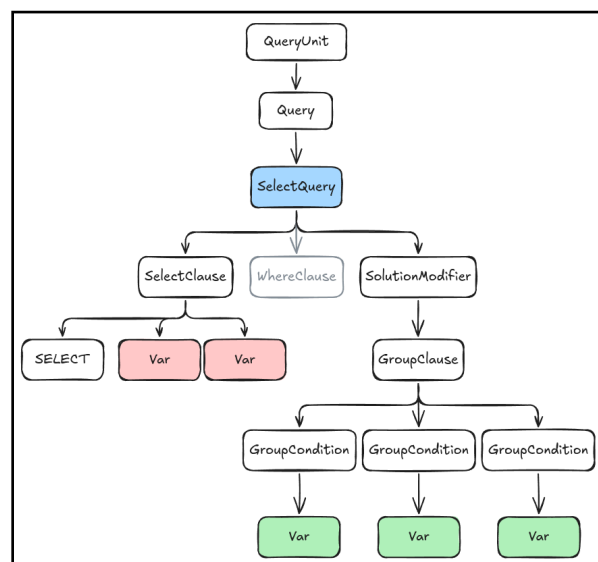 QueryUnit
Query
SelectQuery
SelectClause
WhereClause
SolutionModifier
SELECT
Var
Var
GroupClause
GroupCondition
GroupCondition
GroupCondition
Var
Var
Var